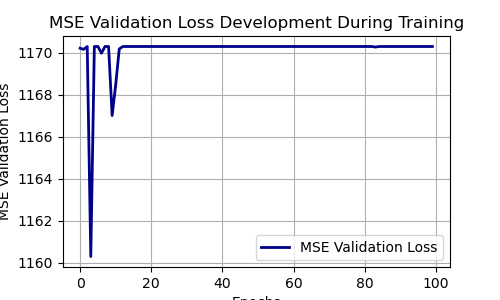 MSE Validation Loss Development During Training
1170
1168
1166
1164
1162
1160
MSE Validation Loss
MSE Validation Loss
0 20 40 60 80 100
Epochs